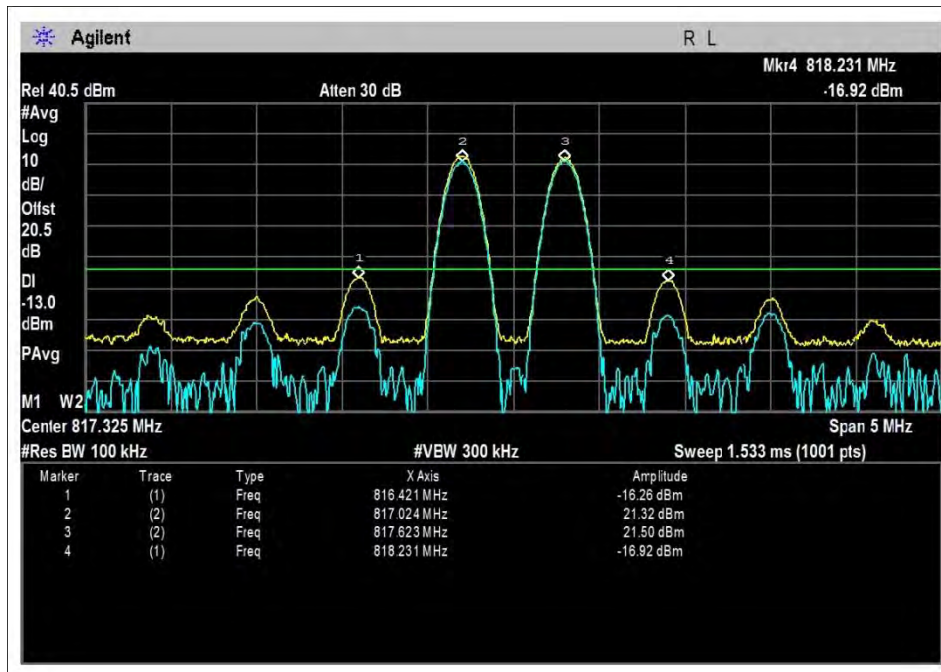 Agilent R L
Mkr4 818.231 MHz
Rel 40.5 dBm Atten 30 dB -16.92 dBm
#Avg
Log
10
dB/
Offst
20.5
dB
DI
-13.0
dBm
PAvg
M1 W2
1
2
3
4
Center 817.325 MHz Span 5 MHz
#Res BW 100 kHz #VBW 300 kHz Sweep 1.533 ms (1001 pts)
Marker Trace Type X Axis Amplitude
1 (1) Freq 816.421 MHz -16.26 dBm
2 (2) Freq 817.024 MHz 21.32 dBm
3 (2) Freq 817.623 MHz 21.50 dBm
4 (1) Freq 818.231 MHz -16.92 dBm